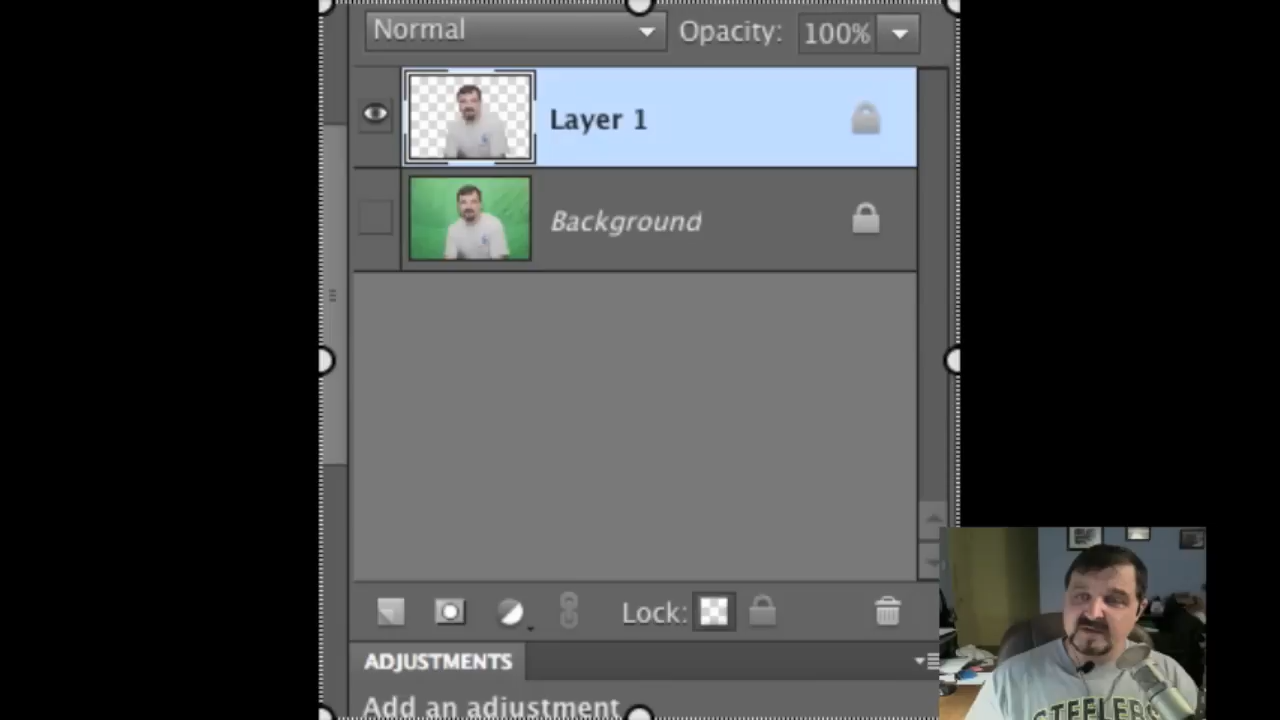 Normal Opacity: 100%
Layer 1
Background
Lock:
ADJUSTMENTS
Add an adjustment
STEELERS